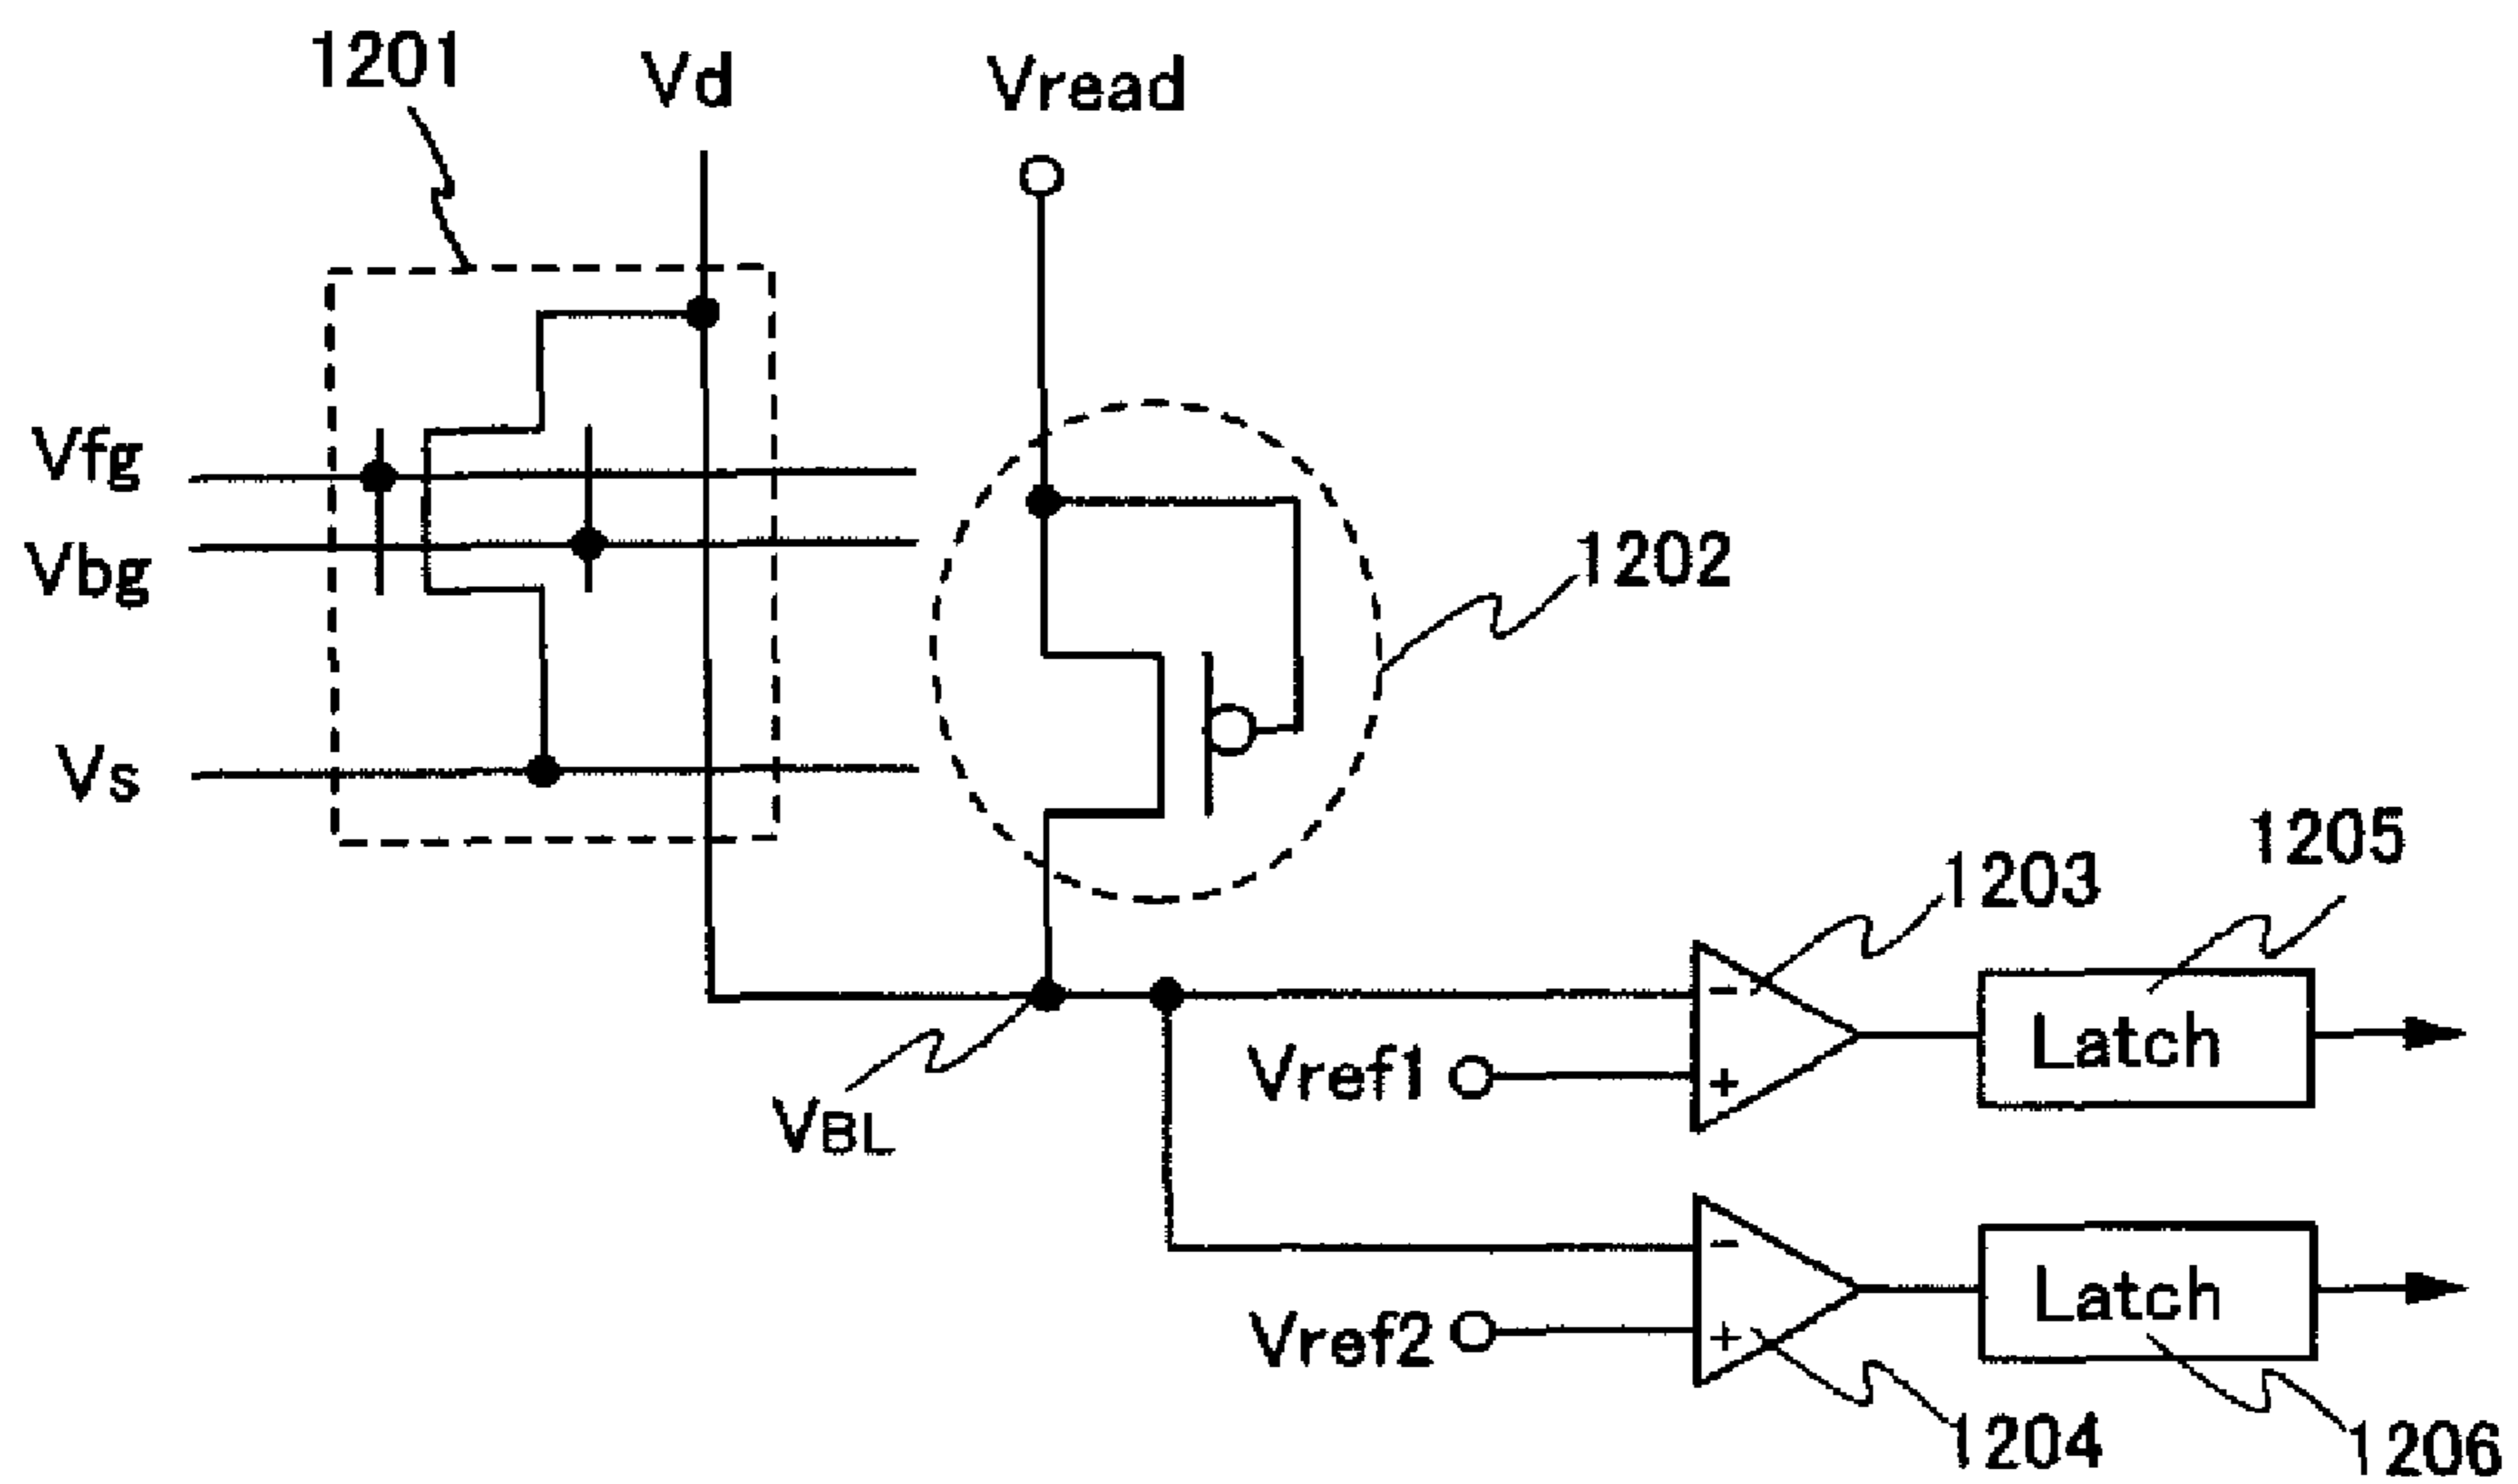 1201
Vd
Vread
Vfg
Vbg
1202
Vs
1203
1205
-
Vref1
+
Latch
VBL
-
Vref2
+
Latch
1204
1206